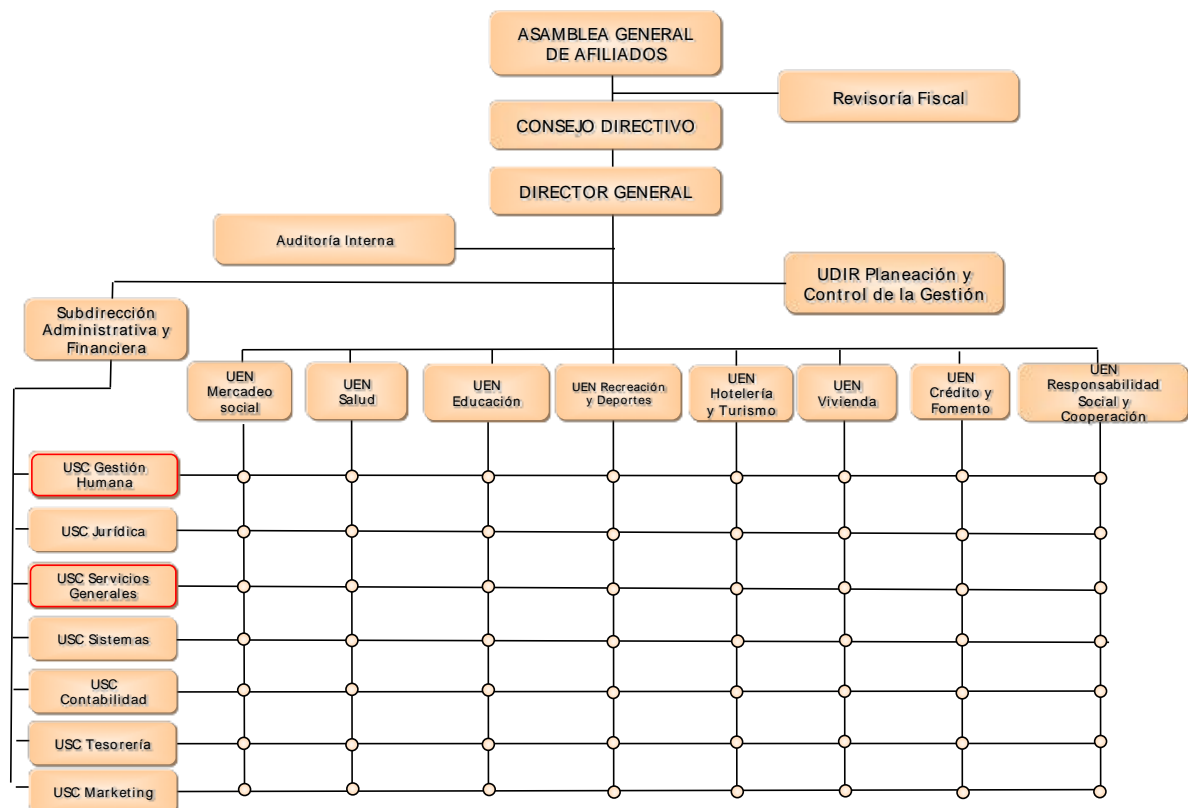 ASAMBLEA GENERAL
DE AFILIADOS
Revisoría Fiscal
CONSEJO DIRECTIVO
DIRECTOR GENERAL
Auditoría Interna
UDIR Planeación y
Control de la Gestión
Subdirección
Administrativa y
Financiera
UEN
Mercadeo
social
UEN
Salud
UEN
Educación
UEN Recreación
y Deportes
UEN
Hotelería
y Turismo
UEN
Vivienda
UEN
Crédito y
Fomento
UEN
Responsabilidad
Social y
Cooperación
USC Gestión
Humana
USC Jurídica
USC Servicios
Generales
USC Sistemas
USC
Contabilidad
USC Tesorería
USC Marketing